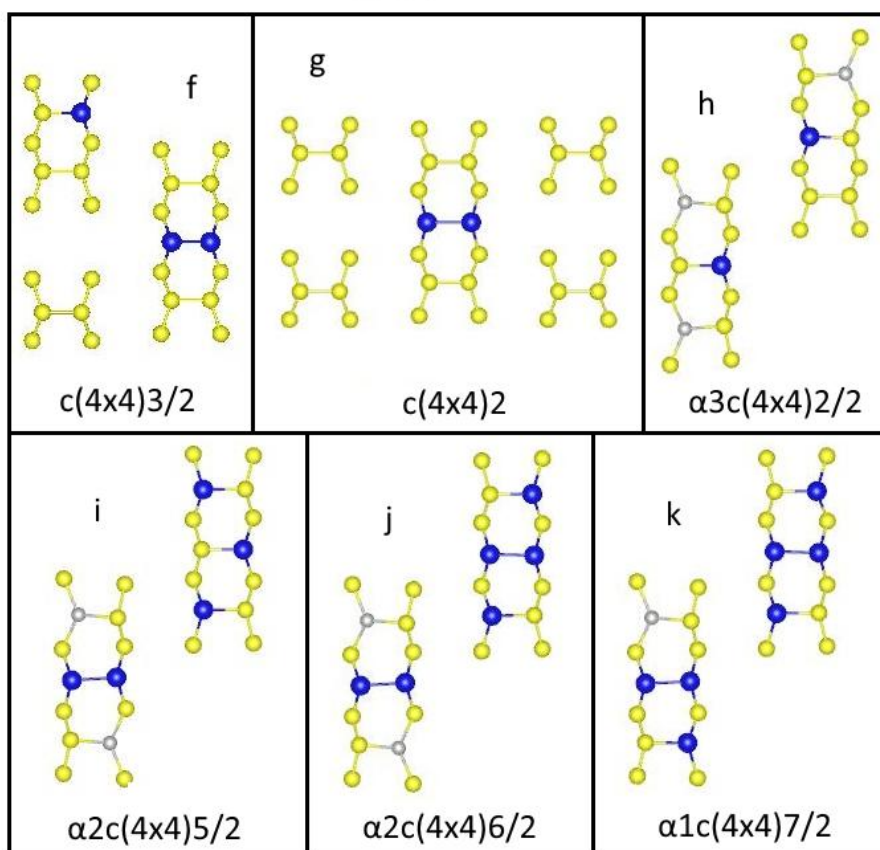 f
g
h
c(4x4)3/2
c(4x4)2
α3c(4x4)2/2
i
j
k
α2c(4x4)5/2
α2c(4x4)6/2
α1c(4x4)7/2